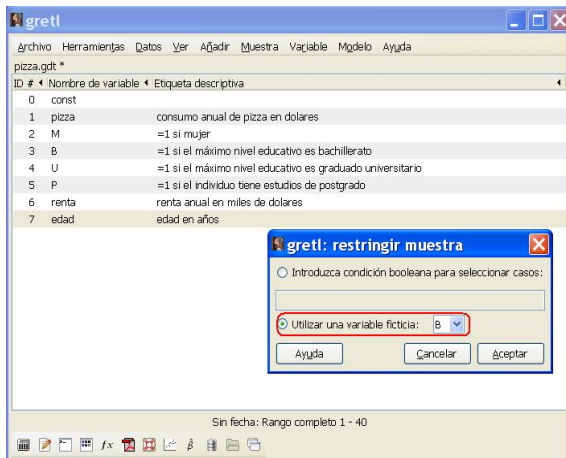 gretl
Archivo Herramientas Datos Ver Añadir Muestra Variable Modelo Ayuda
pizza.gdt *
ID # Nombre de variable Etiqueta descriptiva
0 const
1 pizza consumo anual de pizza en dolares
2 M =1 si mujer
3 B =1 si el máximo nivel educativo es bachillerato
4 U =1 si el máximo nivel educativo es graduado universitario
5 P =1 si el individuo tiene estudios de postgrado
6 renta renta anual en miles de dolares
7 edad edad en años
gretl: restringir muestra
Introduzca condición booleana para seleccionar casos:
Utilizar una variable ficticia: B
Ayuda Cancelar Aceptar
Sin fecha: Rango completo 1 - 40
fx β̂